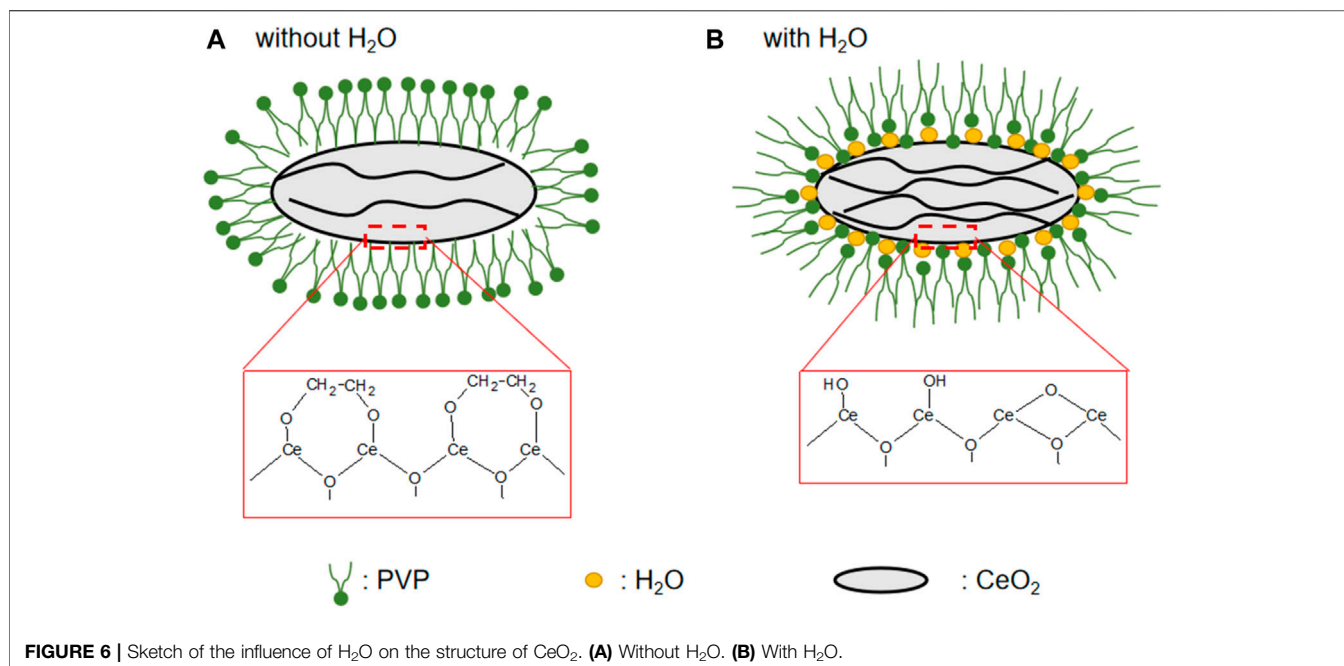 A without H₂O
B with H₂O
CH₂-CH₂ CH₂-CH₂
O O O O
Ce Ce Ce Ce
O O O
HO OH O
Ce Ce Ce Ce
O O O
: PVP : H₂O : CeO₂
FIGURE 6 | Sketch of the influence of H₂O on the structure of CeO₂. (A) Without H₂O. (B) With H₂O.